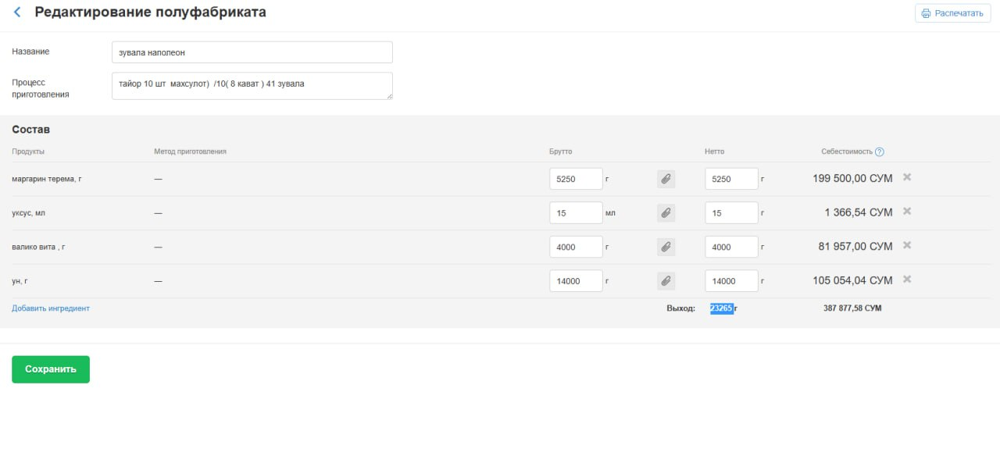 Редактирование полуфабриката
Распечатать
Название
зувала наполеон
Процесс приготовления
тайор 10 шт махсулот) /10( 8 кават ) 41 зувала
Состав
Продукты Метод приготовления Брутто Нетто Себестоимость ?
маргарин терема, г — 5250 г 5250 г 199 500,00 СУМ
уксус, мл — 15 мл 15 г 1 366,54 СУМ
валико вита , г — 4000 г 4000 г 81 957,00 СУМ
ун, г — 14000 г 14000 г 105 054,04 СУМ
Добавить ингредиент Выход: 23265 г 387 877,58 СУМ
Сохранить